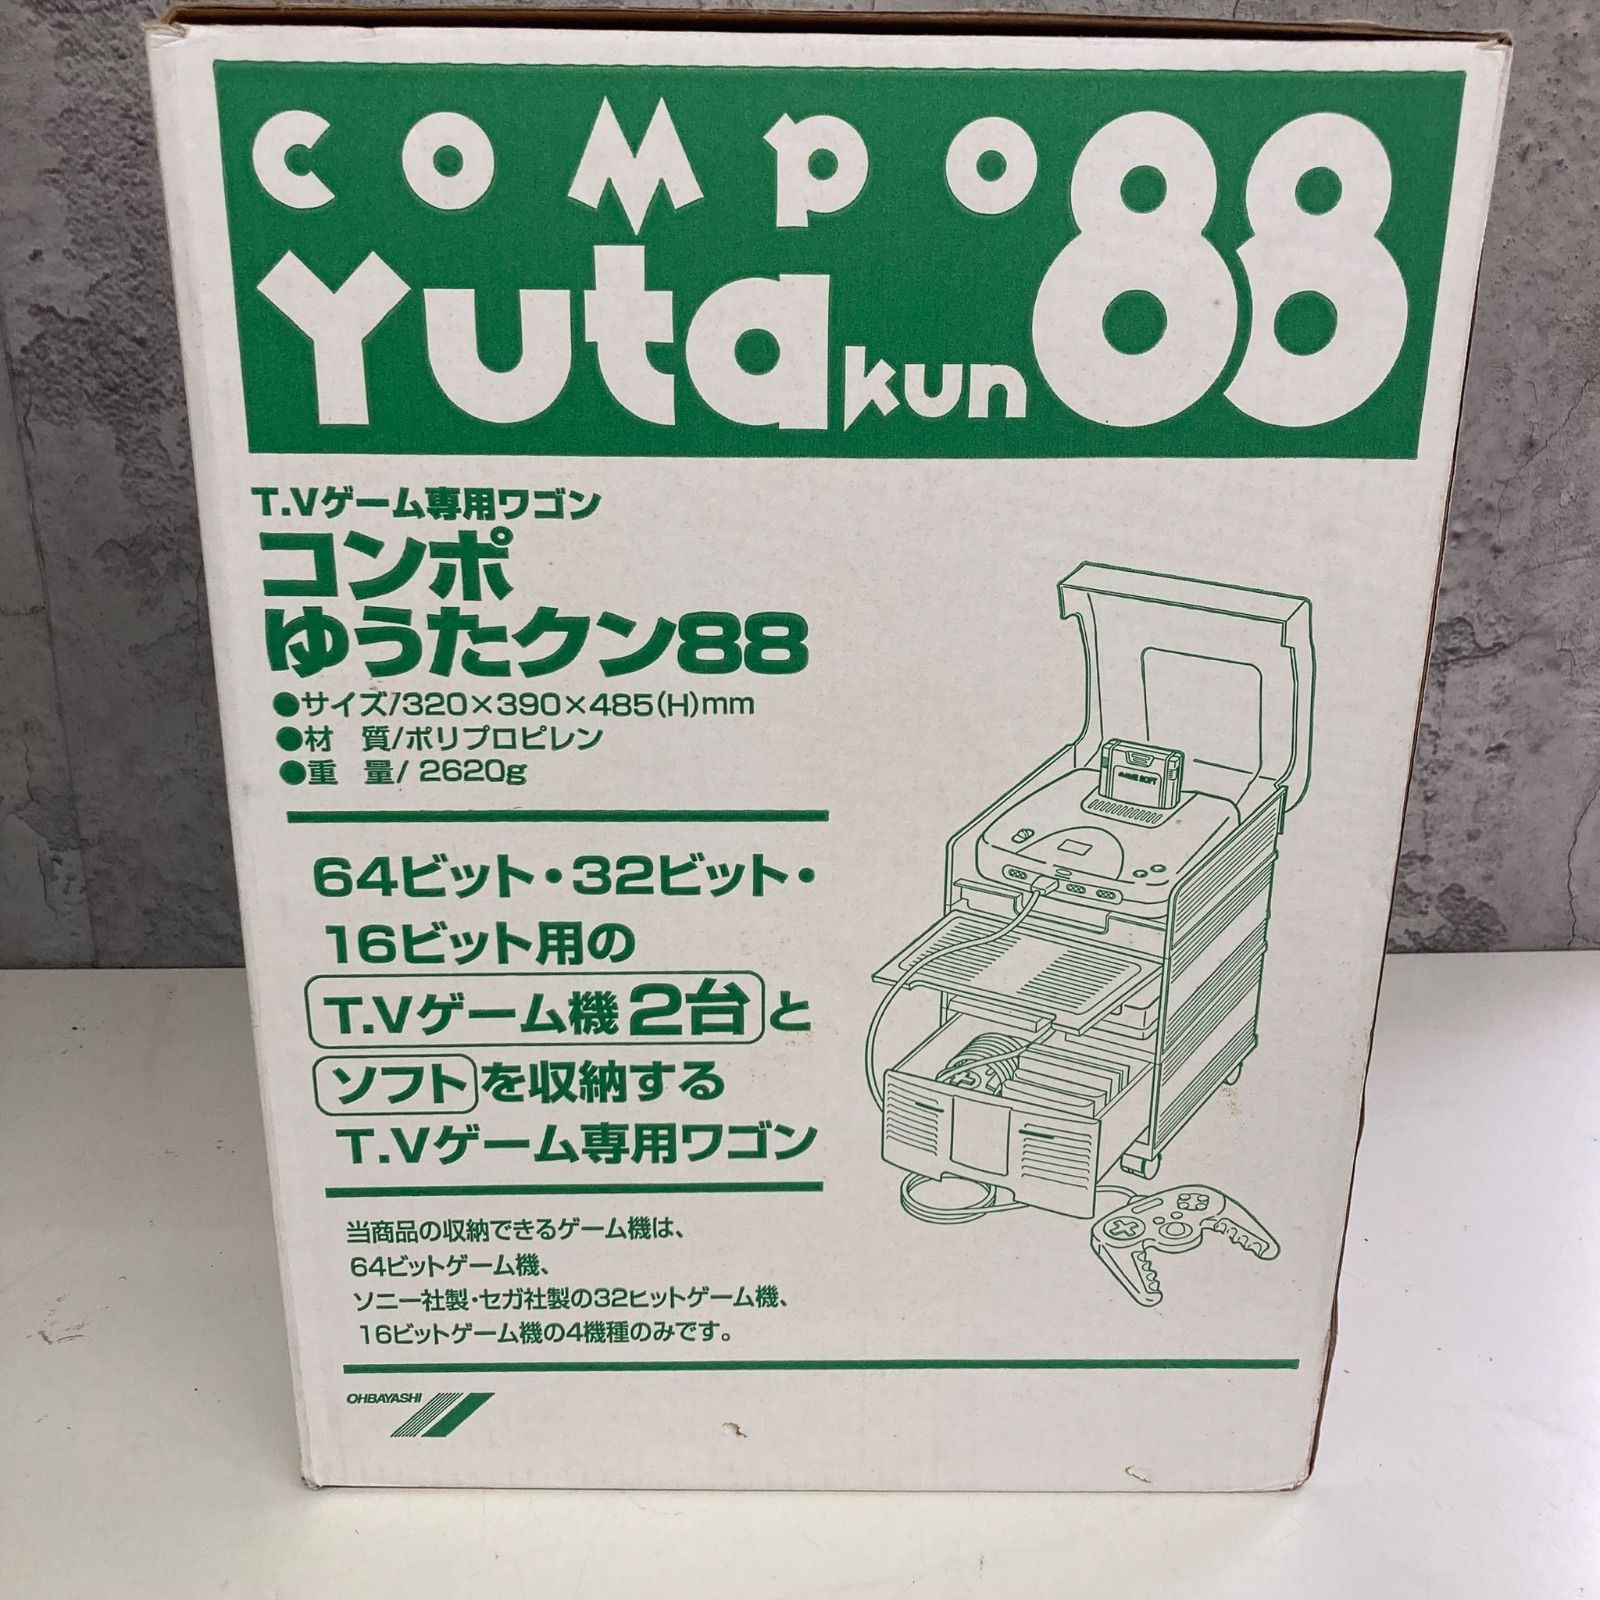 compo88
Yuta kun
T.Vゲーム専用ワゴン
コンポ
ゆうたクン88
●サイズ/320×390×485(H)mm
●材 質/ポリプロピレン
●重 量/2620g
64ビット・32ビット・
16ビット用の
T.Vゲーム機2台と
ソフトを収納する
T.Vゲーム専用ワゴン
当商品の収納できるゲーム機は、
64ビットゲーム機、
ソニー社製・セガ社製の32ビットゲーム機、
16ビットゲーム機の4機種のみです。
GAME SOFT
OHBAYASHI